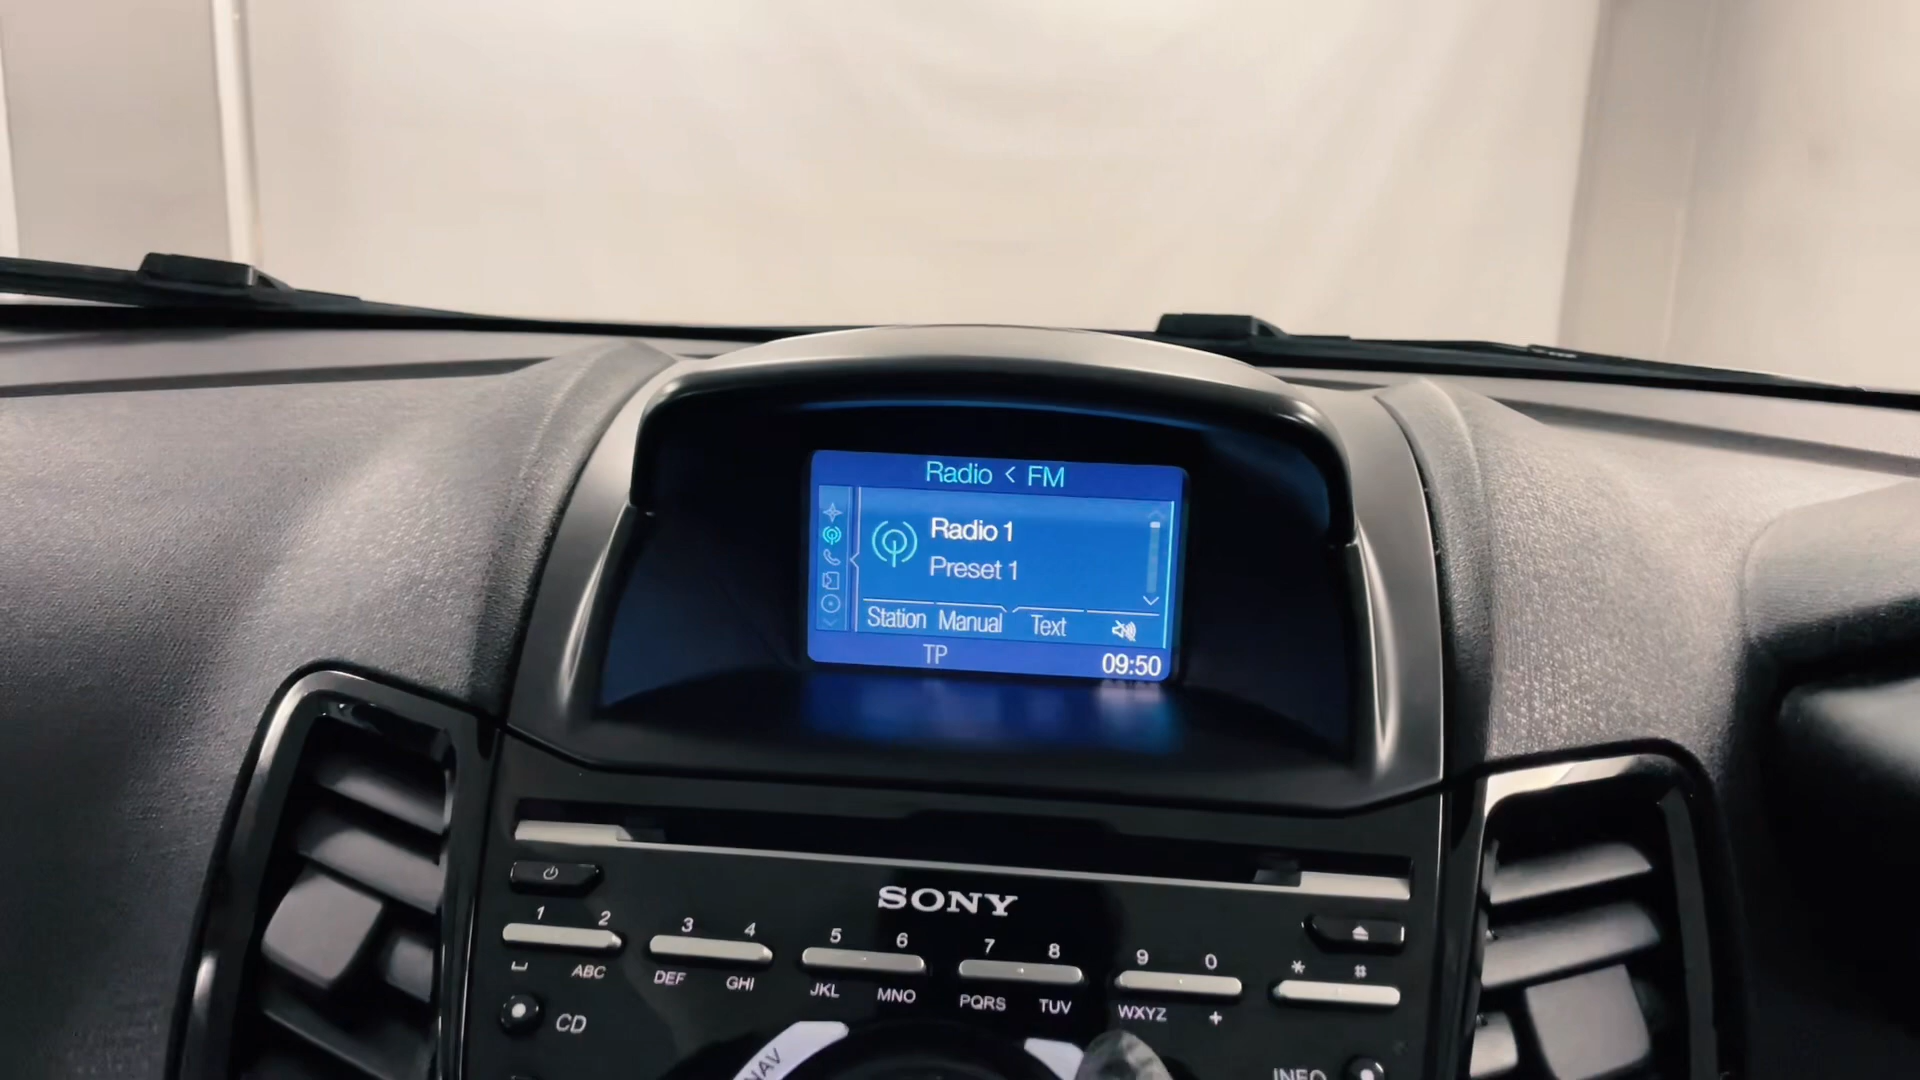 Radio < FM
Radio 1
Preset 1
Station Manual Text
TP 09:50
SONY
1 2 3 4 5 6 7 8 9 0 * #
ABC DEF GHI JKL MNO PQRS TUV WXYZ +
CD
NAV
INFO